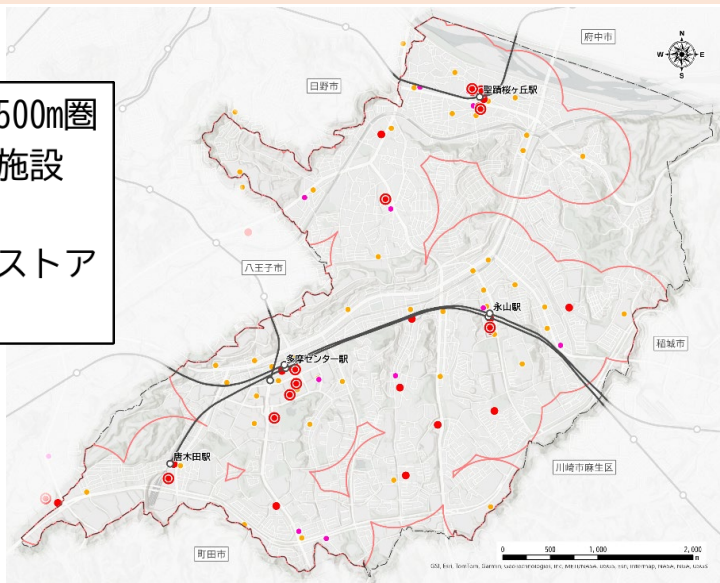 500m圏
施設
ストア
府中市
N
W
E
S
日野市
聖蹟桜ヶ丘駅
八王子市
永山駅
稲城市
多摩センター駅
唐木田駅
川崎市麻生区
町田市
0 500 1,000 2,000
m